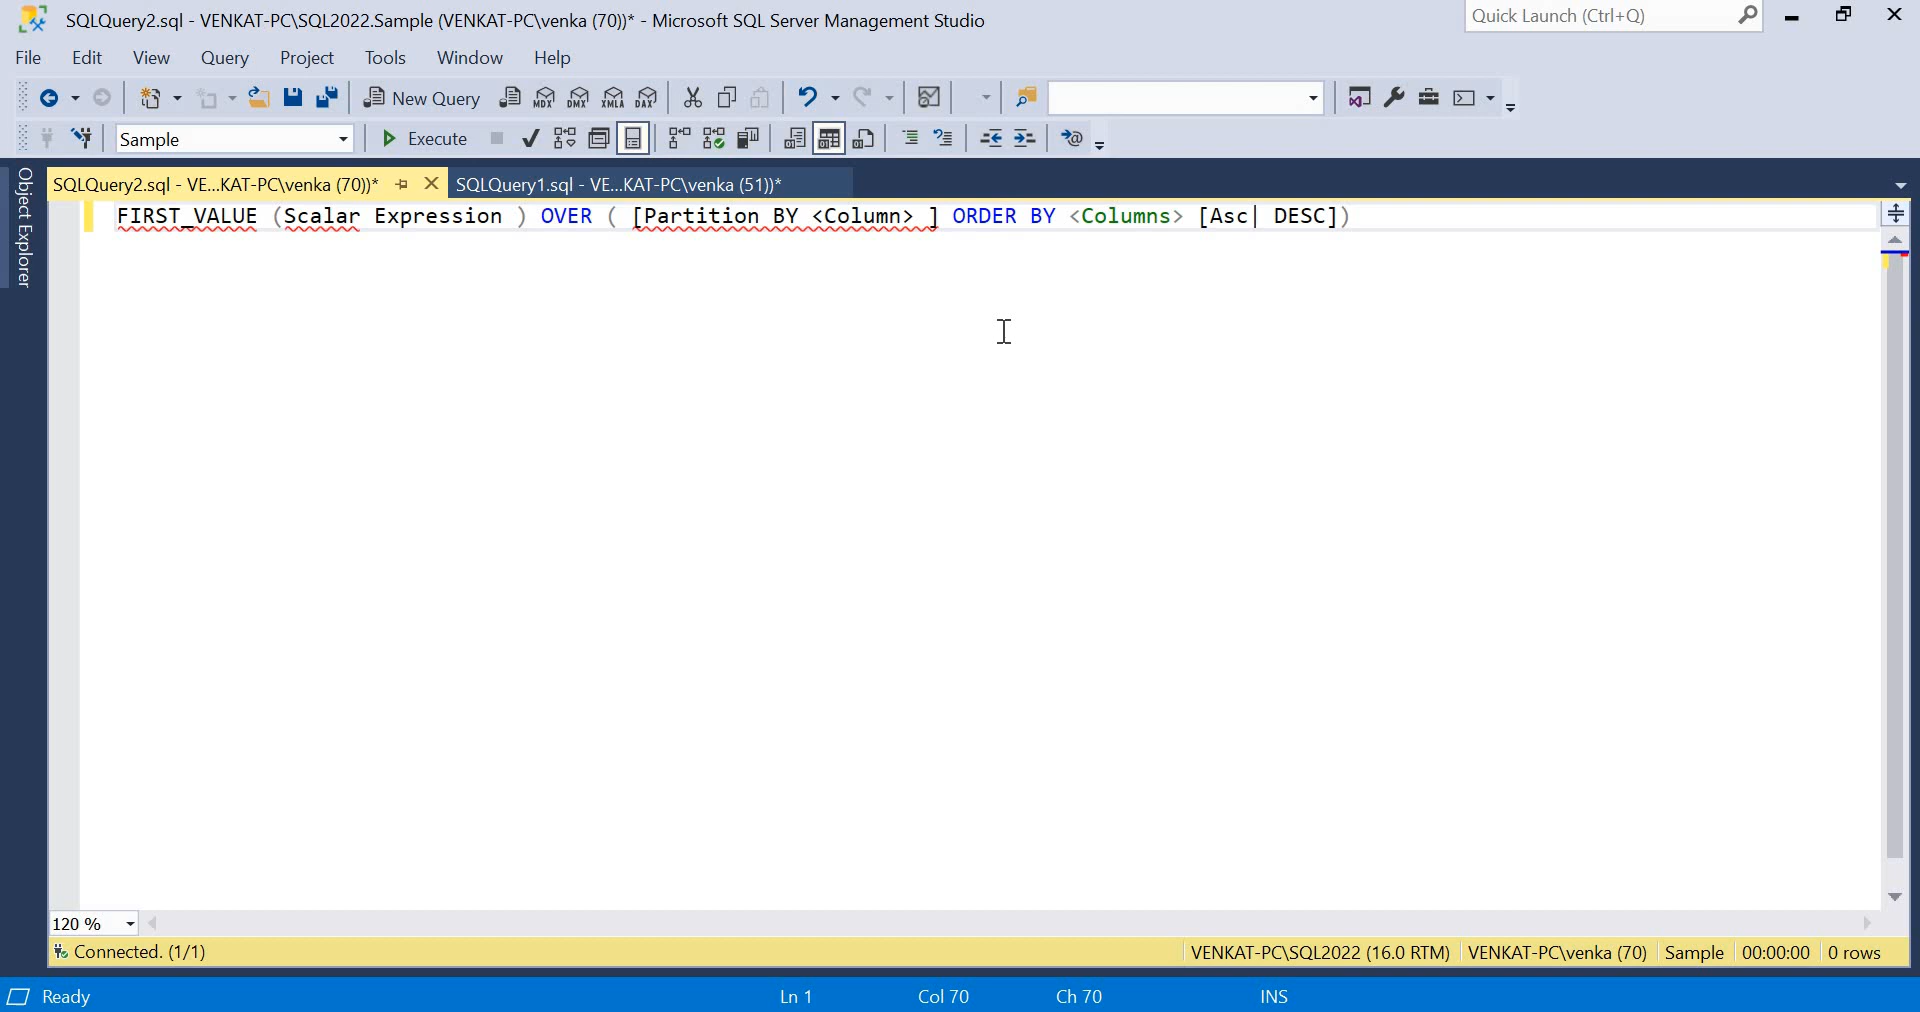 SQLQuery2.sql - VENKAT-PC\SQL2022.Sample (VENKAT-PC\venka (70))* - Microsoft SQL Server Management Studio
Quick Launch (Ctrl+Q)
File Edit View Query Project Tools Window Help
New Query MDX DMX XMLA DAX
Sample Execute
SQLQuery2.sql - VE...KAT-PC\venka (70))* SQLQuery1.sql - VE...KAT-PC\venka (51))*
Object Explorer
FIRST_VALUE (Scalar Expression ) OVER ( [Partition BY <Column> ] ORDER BY <Columns> [Asc| DESC])
120 %
Connected. (1/1) VENKAT-PC\SQL2022 (16.0 RTM) VENKAT-PC\venka (70) Sample 00:00:00 0 rows
Ready Ln 1 Col 70 Ch 70 INS